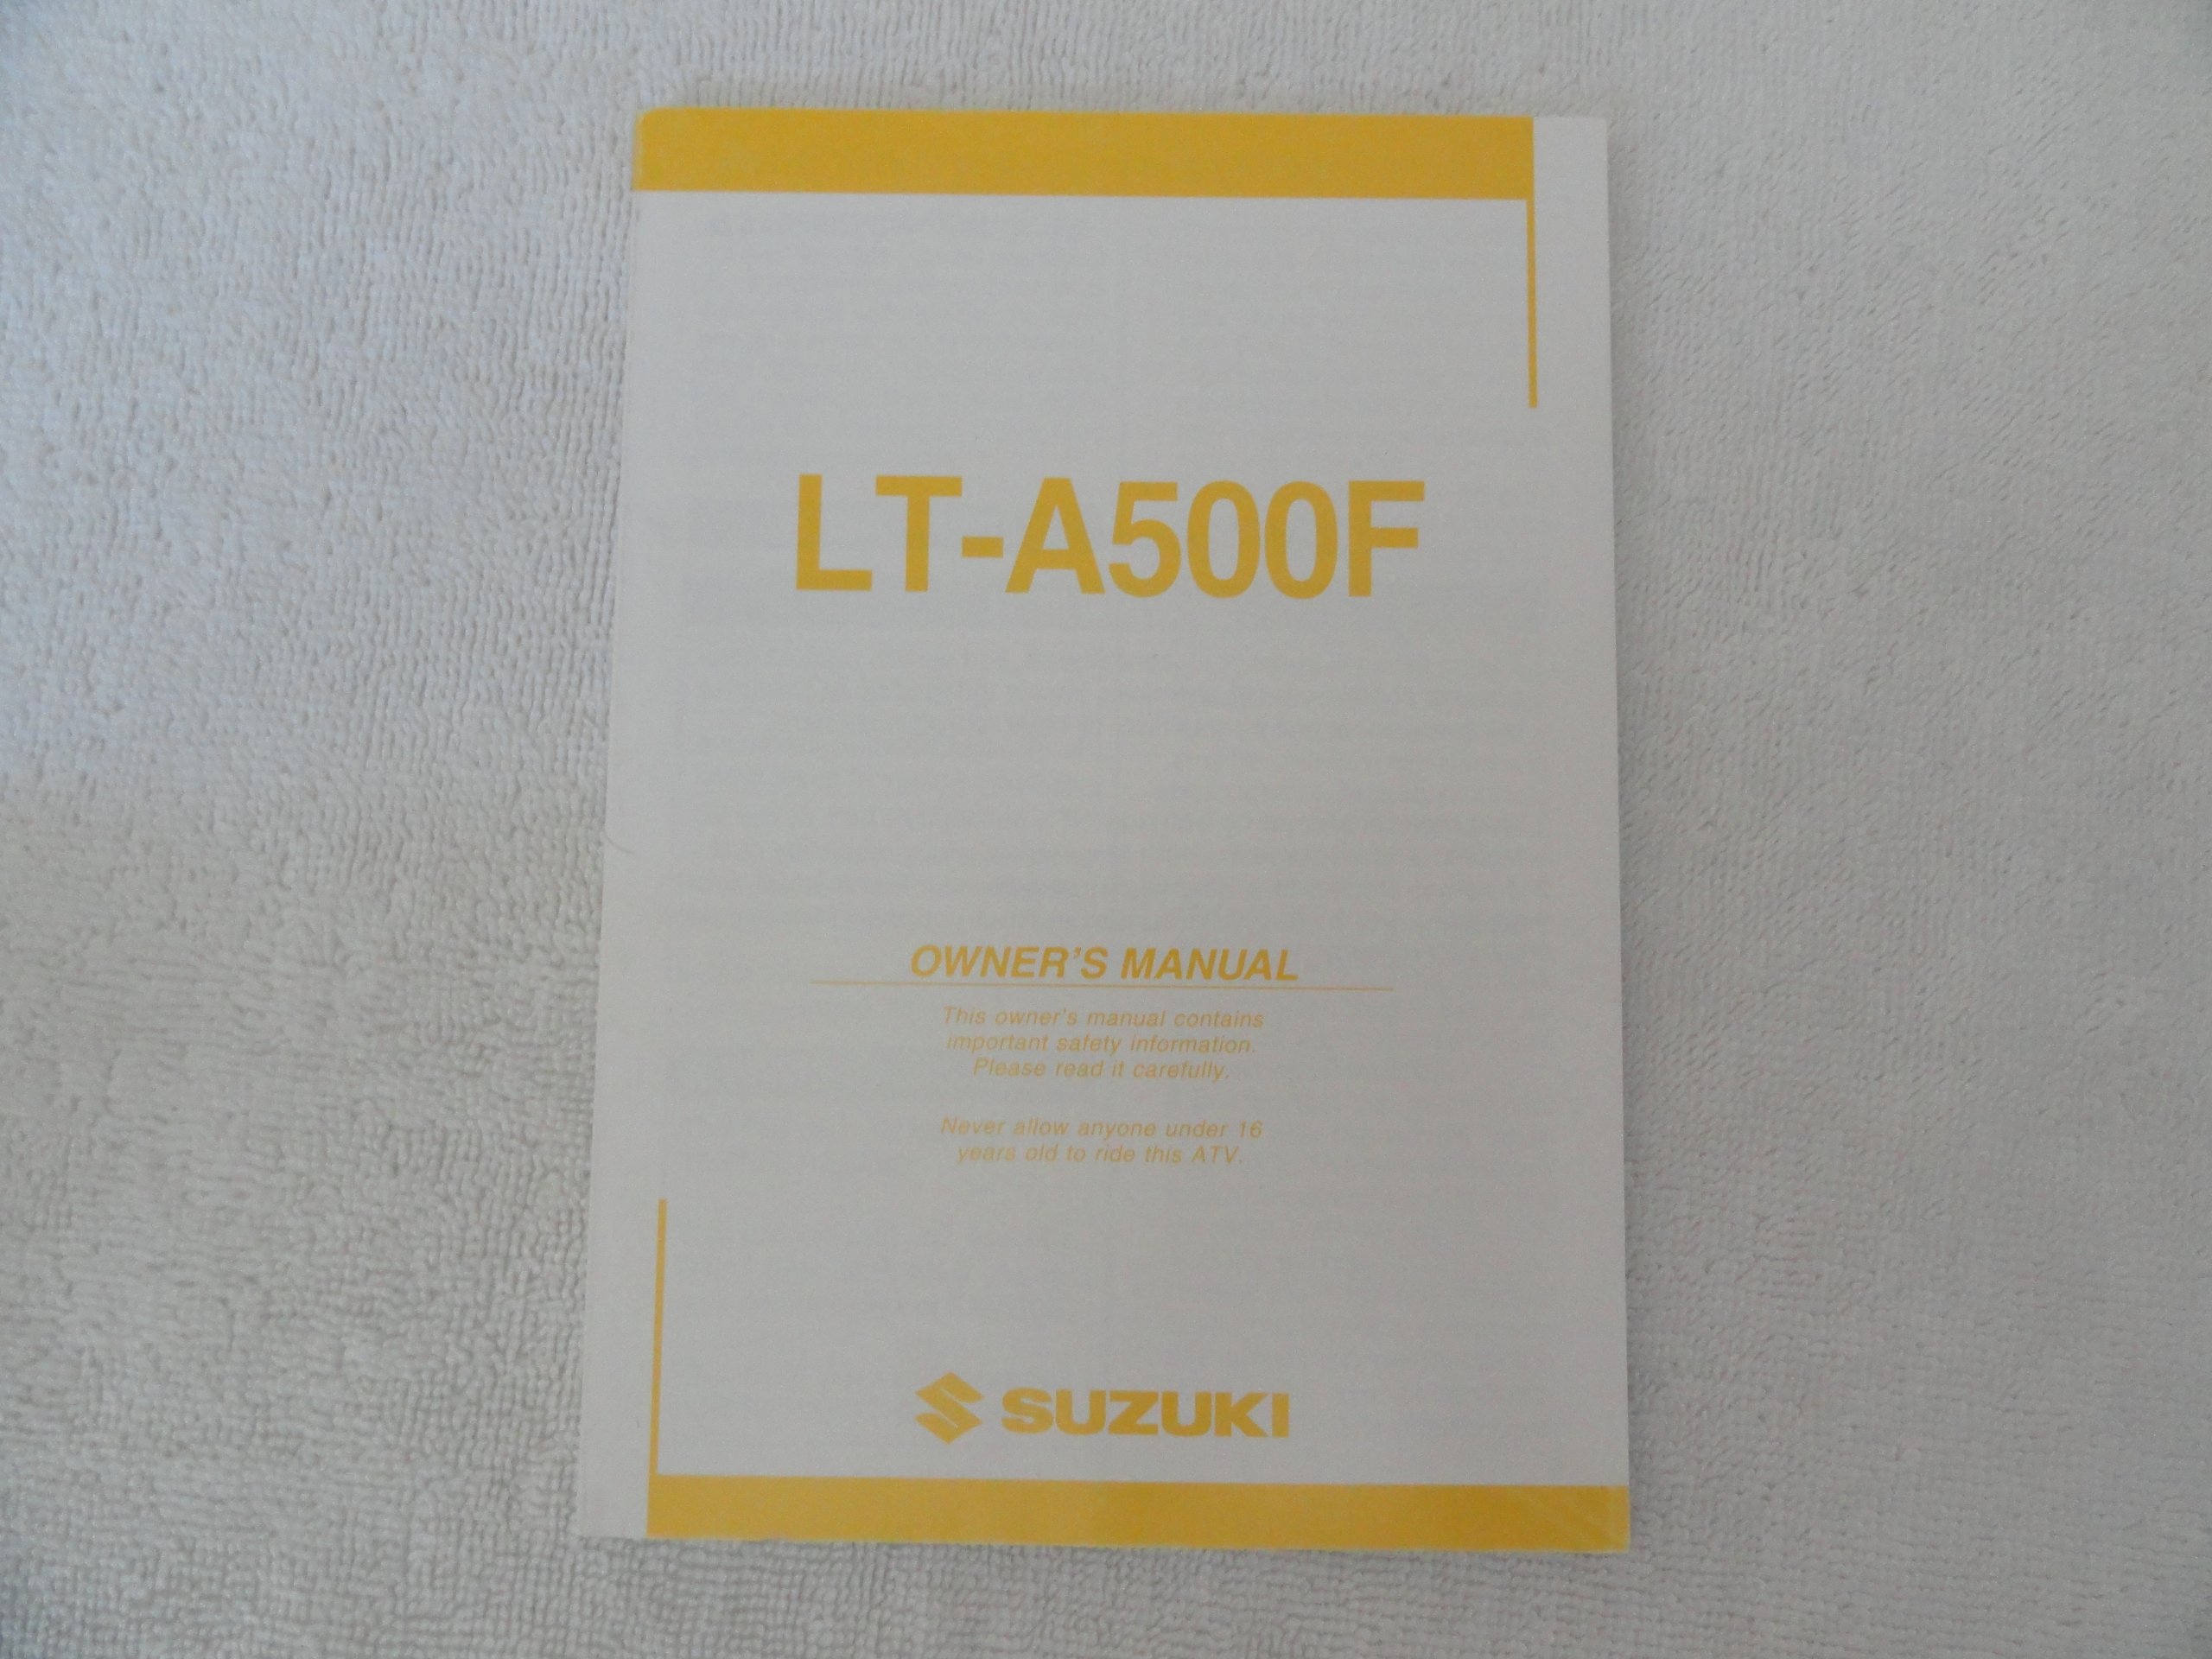 LT-A500F
OWNER'S MANUAL
This owner's manual contains
important safety information.
Please read it carefully.
Never allow anyone under 16
years old to ride this ATV.
SUZUKI